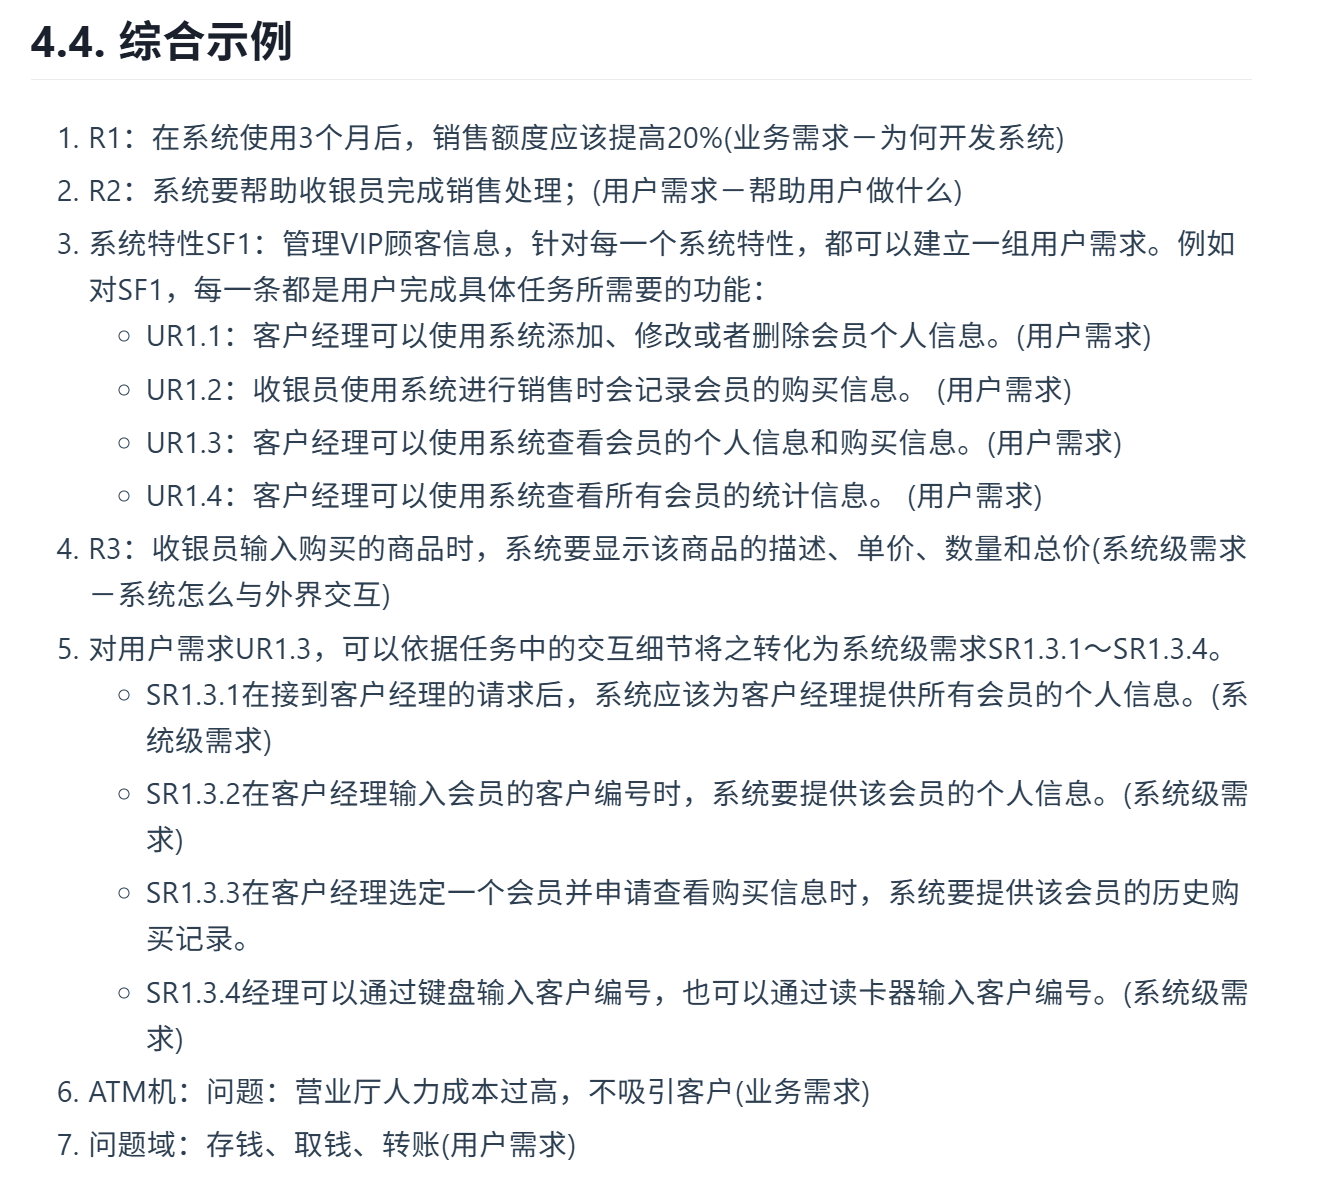 4.4. 综合示例
1. R1：在系统使用3个月后，销售额度应该提高20%(业务需求－为何开发系统)
2. R2：系统要帮助收银员完成销售处理；(用户需求－帮助用户做什么)
3. 系统特性SF1：管理VIP顾客信息，针对每一个系统特性，都可以建立一组用户需求。例如
对SF1，每一条都是用户完成具体任务所需要的功能：
◦ UR1.1：客户经理可以使用系统添加、修改或者删除会员个人信息。(用户需求)
◦ UR1.2：收银员使用系统进行销售时会记录会员的购买信息。 (用户需求)
◦ UR1.3：客户经理可以使用系统查看会员的个人信息和购买信息。(用户需求)
◦ UR1.4：客户经理可以使用系统查看所有会员的统计信息。 (用户需求)
4. R3：收银员输入购买的商品时，系统要显示该商品的描述、单价、数量和总价(系统级需求
－系统怎么与外界交互)
5. 对用户需求UR1.3，可以依据任务中的交互细节将之转化为系统级需求SR1.3.1～SR1.3.4。
◦ SR1.3.1在接到客户经理的请求后，系统应该为客户经理提供所有会员的个人信息。(系
统级需求)
◦ SR1.3.2在客户经理输入会员的客户编号时，系统要提供该会员的个人信息。(系统级需
求)
◦ SR1.3.3在客户经理选定一个会员并申请查看购买信息时，系统要提供该会员的历史购
买记录。
◦ SR1.3.4经理可以通过键盘输入客户编号，也可以通过读卡器输入客户编号。(系统级需
求)
6. ATM机：问题：营业厅人力成本过高，不吸引客户(业务需求)
7. 问题域：存钱、取钱、转账(用户需求)